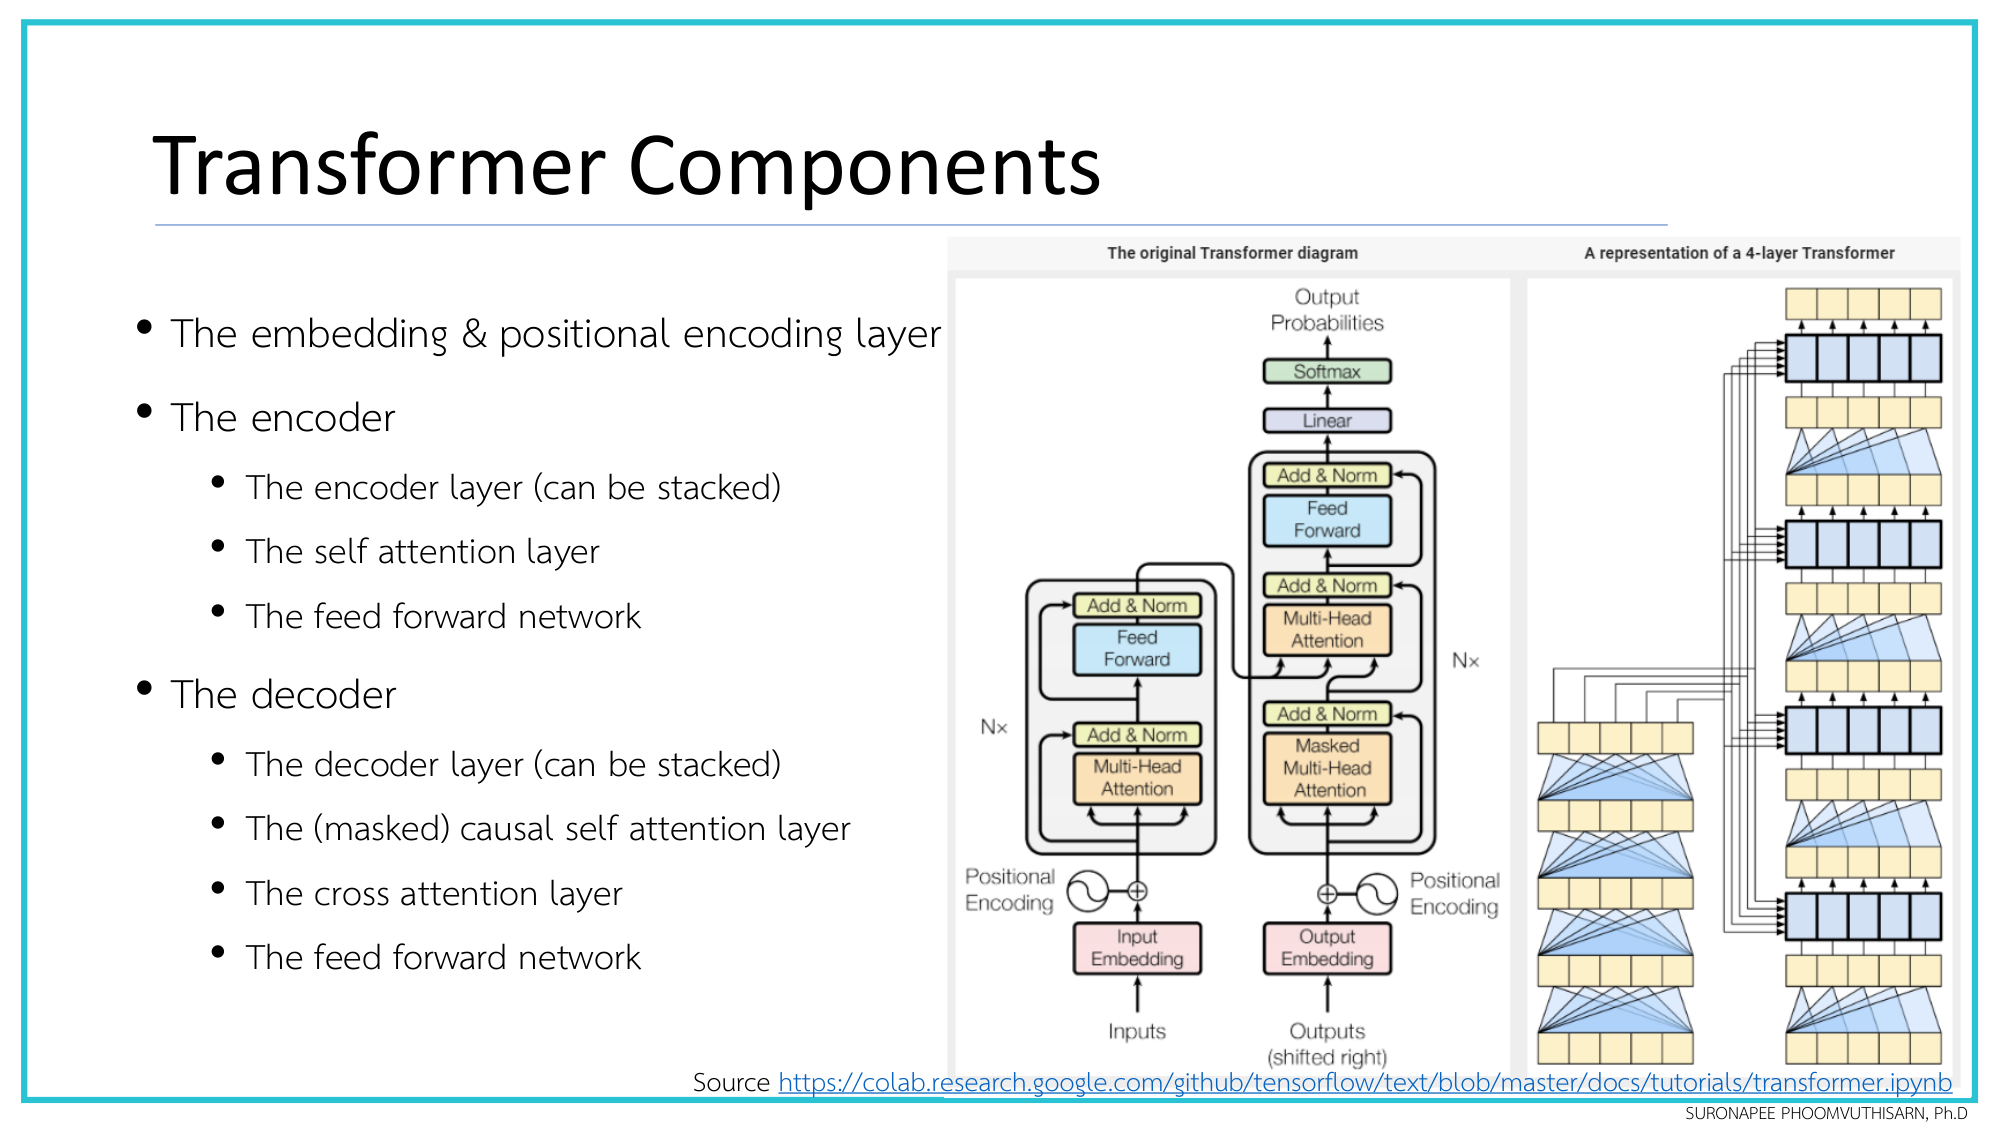 Transformer Components
• The embedding & positional encoding layer
• The encoder
• The encoder layer (can be stacked)
• The self attention layer
• The feed forward network
• The decoder
• The decoder layer (can be stacked)
• The (masked) causal self attention layer
• The cross attention layer
• The feed forward network
The original Transformer diagram
Output
Probabilities
Softmax
Linear
Add & Norm
Feed
Forward
Add & Norm
Multi-Head
Attention
Nx
Add & Norm
Masked
Multi-Head
Attention
Add & Norm
Feed
Forward
Nx
Add & Norm
Multi-Head
Attention
Positional
Encoding
Positional
Encoding
Input
Embedding
Output
Embedding
Inputs
Outputs
(shifted right)
A representation of a 4-layer Transformer
Source https://colab.research.google.com/github/tensorflow/text/blob/master/docs/tutorials/transformer.ipynb
SURONAPEE PHOOMVUTHISARN, Ph.D